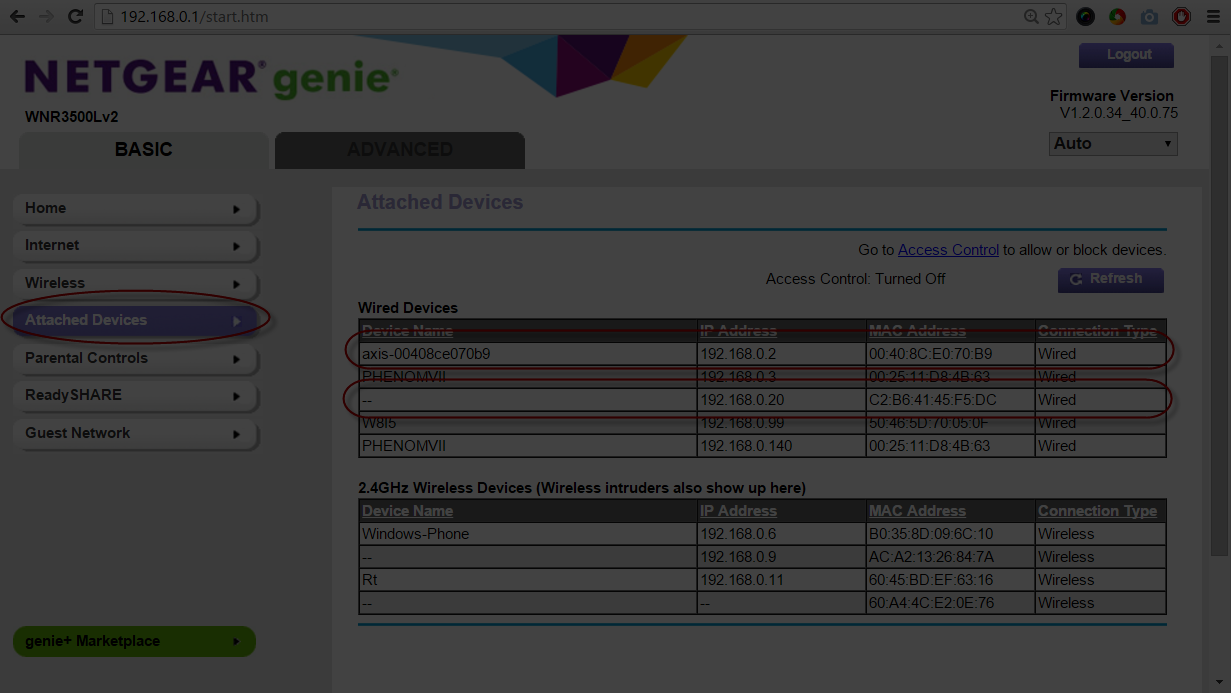 192.168.0.1/start.htm
NETGEAR® genie®
Logout
WNR3500Lv2
Firmware Version
V1.2.0.34_40.0.75
BASIC
ADVANCED
Auto
Home
Internet
Wireless
Attached Devices
Parental Controls
ReadySHARE
Guest Network
genie+ Marketplace
Attached Devices
Go to Access Control to allow or block devices.
Access Control: Turned Off
Refresh
Wired Devices
Device Name IP Address MAC Address Connection Type
axis-00408ce070b9 192.168.0.2 00:40:8C:E0:70:B9 Wired
PHENOMVII 192.168.0.3 00:25:11:D8:4B:63 Wired
-- 192.168.0.20 C2:B6:41:45:F5:DC Wired
W8I5 192.168.0.99 50:46:5D:70:05:0F Wired
PHENOMVII 192.168.0.140 00:25:11:D8:4B:63 Wired
2.4GHz Wireless Devices (Wireless intruders also show up here)
Device Name IP Address MAC Address Connection Type
Windows-Phone 192.168.0.6 B0:35:8D:09:6C:10 Wireless
-- 192.168.0.9 AC:A2:13:26:84:7A Wireless
Rt 192.168.0.11 60:45:BD:EF:63:16 Wireless
-- -- 60:A4:4C:E2:0E:76 Wireless